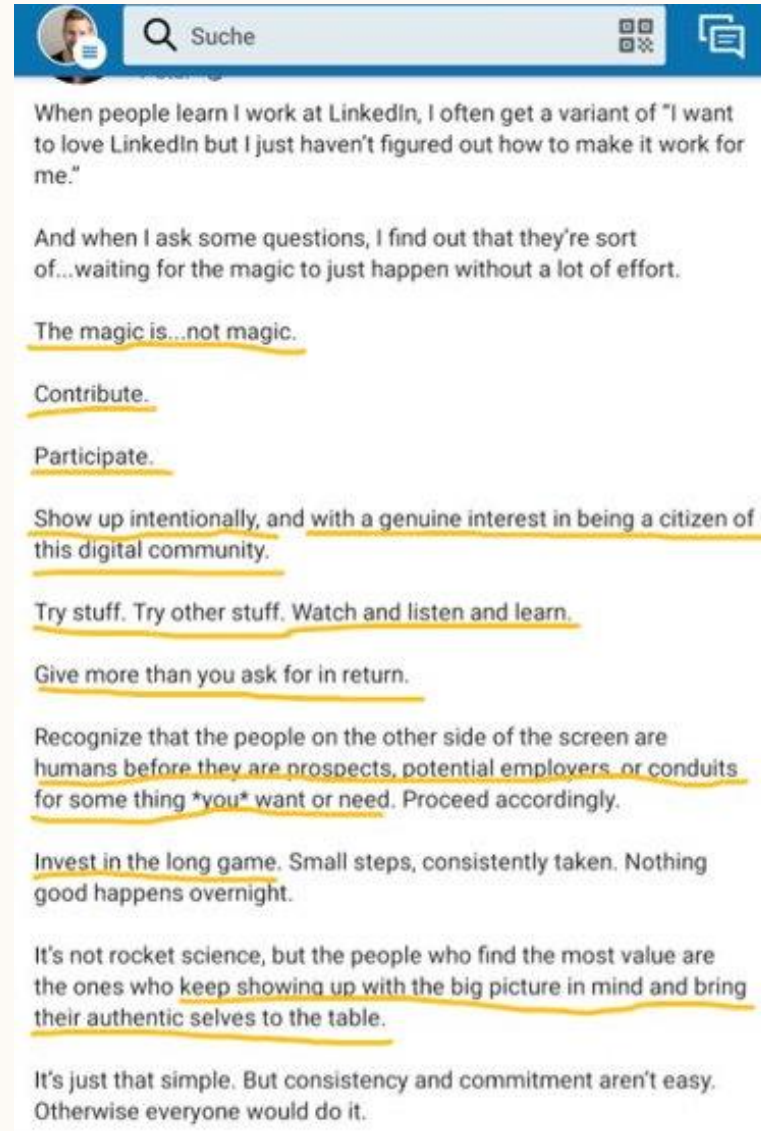 Suche
When people learn I work at LinkedIn, I often get a variant of “I want
to love LinkedIn but I just haven’t figured out how to make it work for
me.”
And when I ask some questions, I find out that they’re sort
of...waiting for the magic to just happen without a lot of effort.
The magic is...not magic.
Contribute.
Participate.
Show up intentionally, and with a genuine interest in being a citizen of
this digital community.
Try stuff. Try other stuff. Watch and listen and learn.
Give more than you ask for in return.
Recognize that the people on the other side of the screen are
humans before they are prospects, potential employers, or conduits
for some thing *you* want or need. Proceed accordingly.
Invest in the long game. Small steps, consistently taken. Nothing
good happens overnight.
It’s not rocket science, but the people who find the most value are
the ones who keep showing up with the big picture in mind and bring
their authentic selves to the table.
It’s just that simple. But consistency and commitment aren’t easy.
Otherwise everyone would do it.